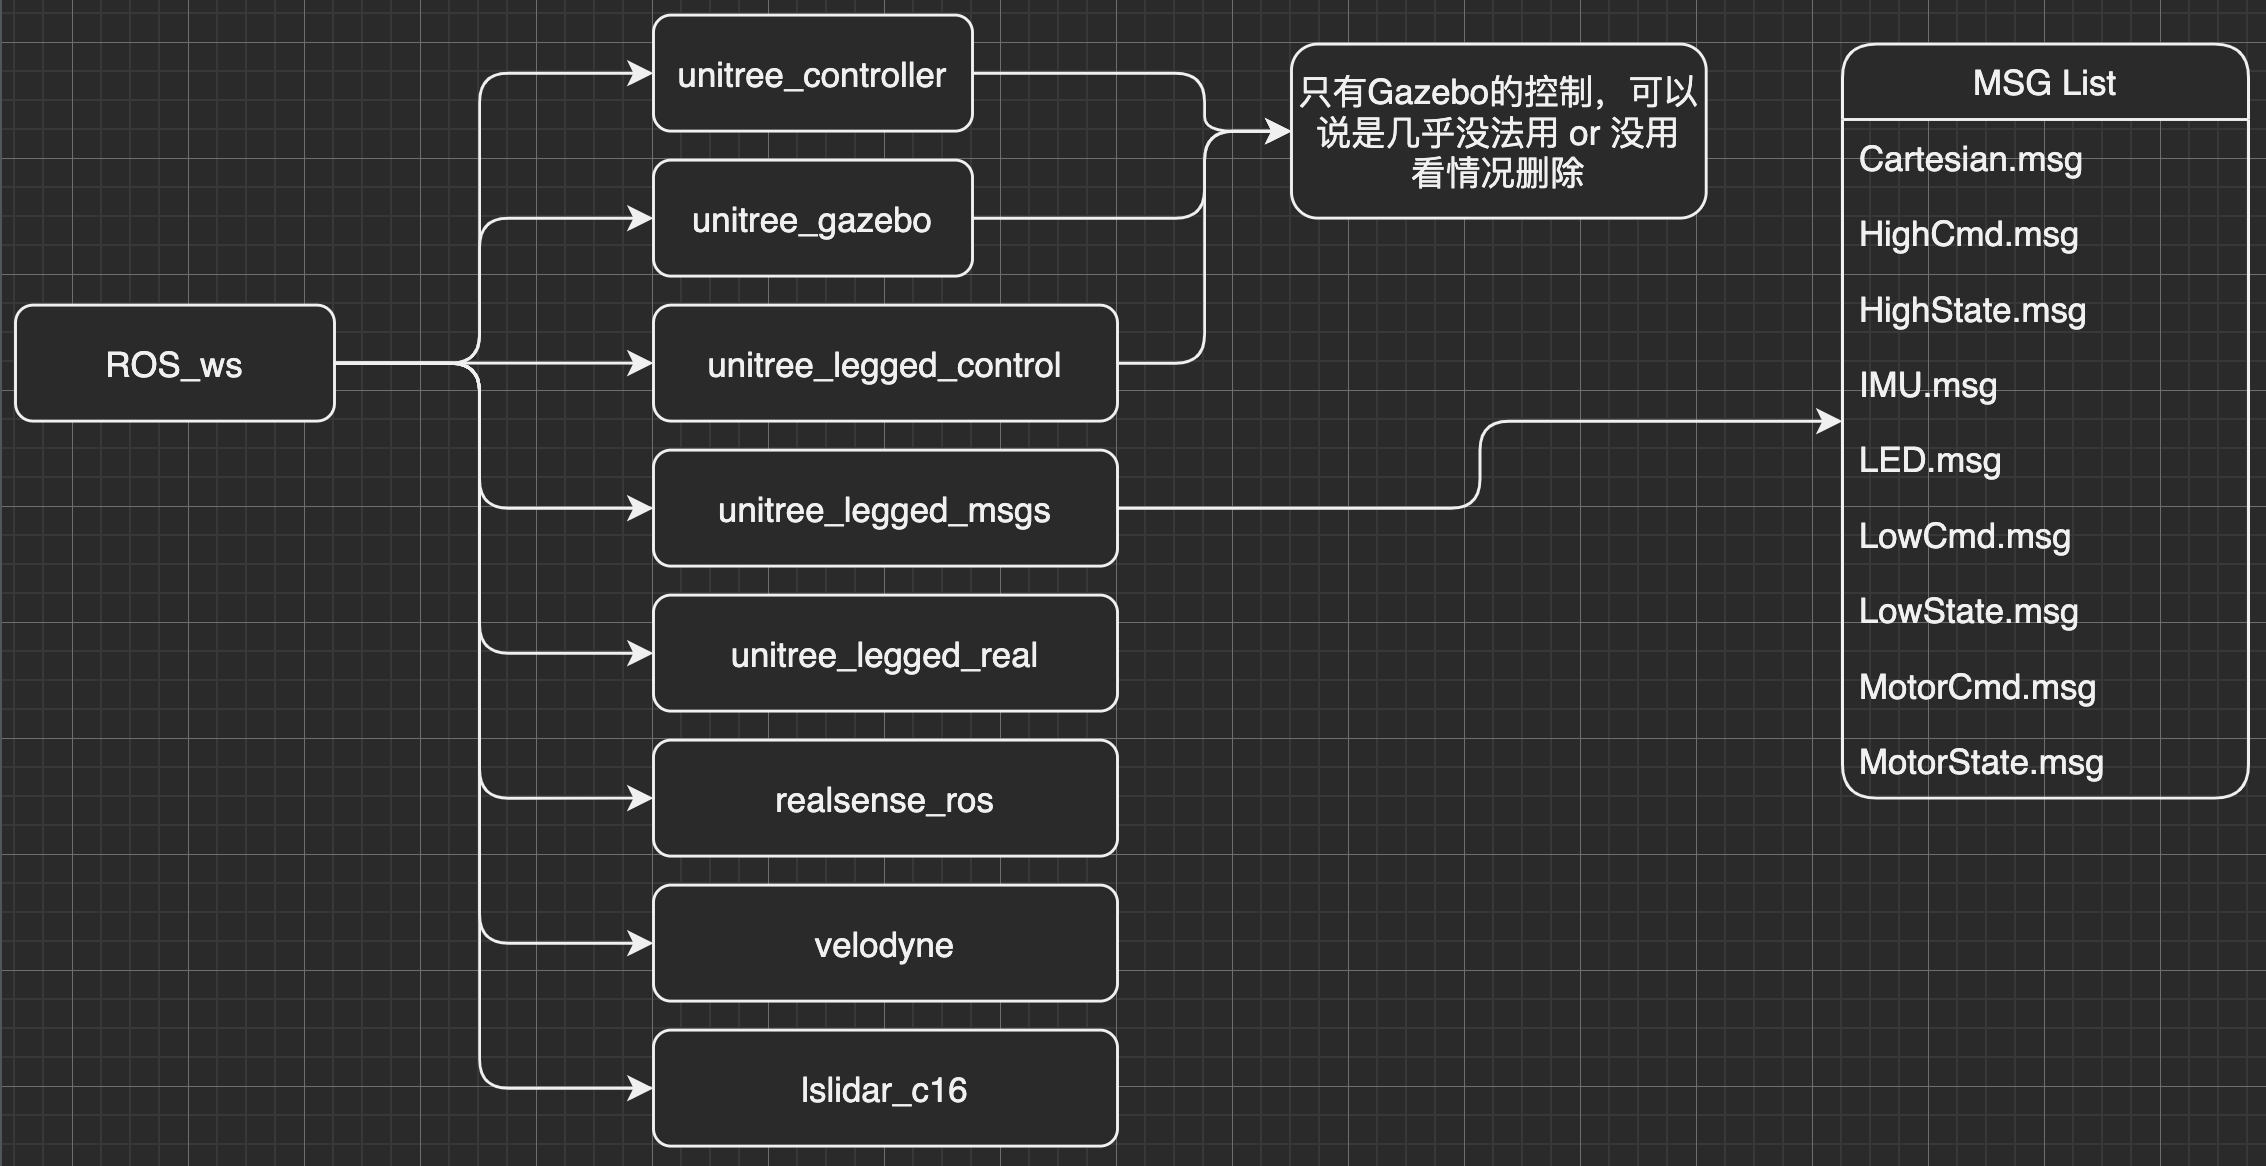 ROS_ws
unitree_controller
unitree_gazebo
unitree_legged_control
unitree_legged_msgs
unitree_legged_real
realsense_ros
velodyne
lslidar_c16
只有Gazebo的控制，可以
说是几乎没法用 or 没用
看情况删除
MSG List
Cartesian.msg
HighCmd.msg
HighState.msg
IMU.msg
LED.msg
LowCmd.msg
LowState.msg
MotorCmd.msg
MotorState.msg